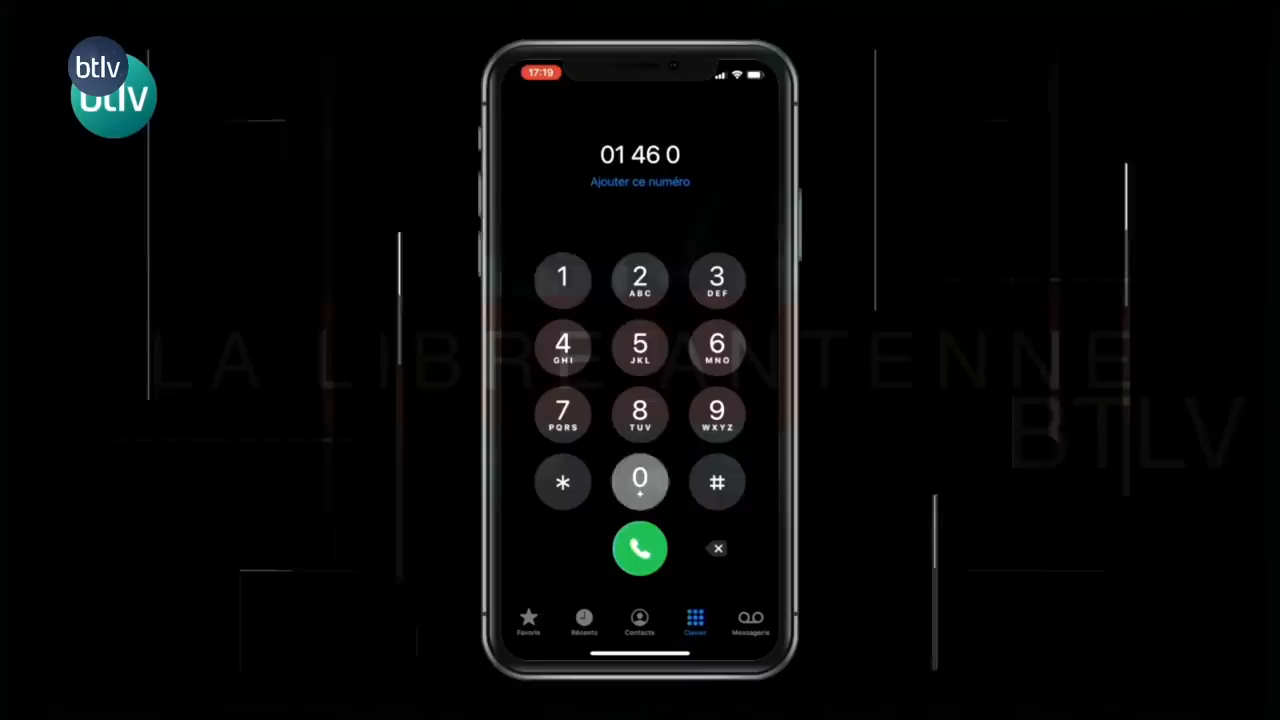 btlv
btlv
17:19
01 46 0
Ajouter ce numéro
1
2
ABC
3
DEF
4
GHI
5
JKL
6
MNO
LA LIBRE ANTENNE
BTLV
7
PQRS
8
TUV
9
WXYZ
*
0
+
#
Favoris
Récents
Contacts
Clavier
Messagerie